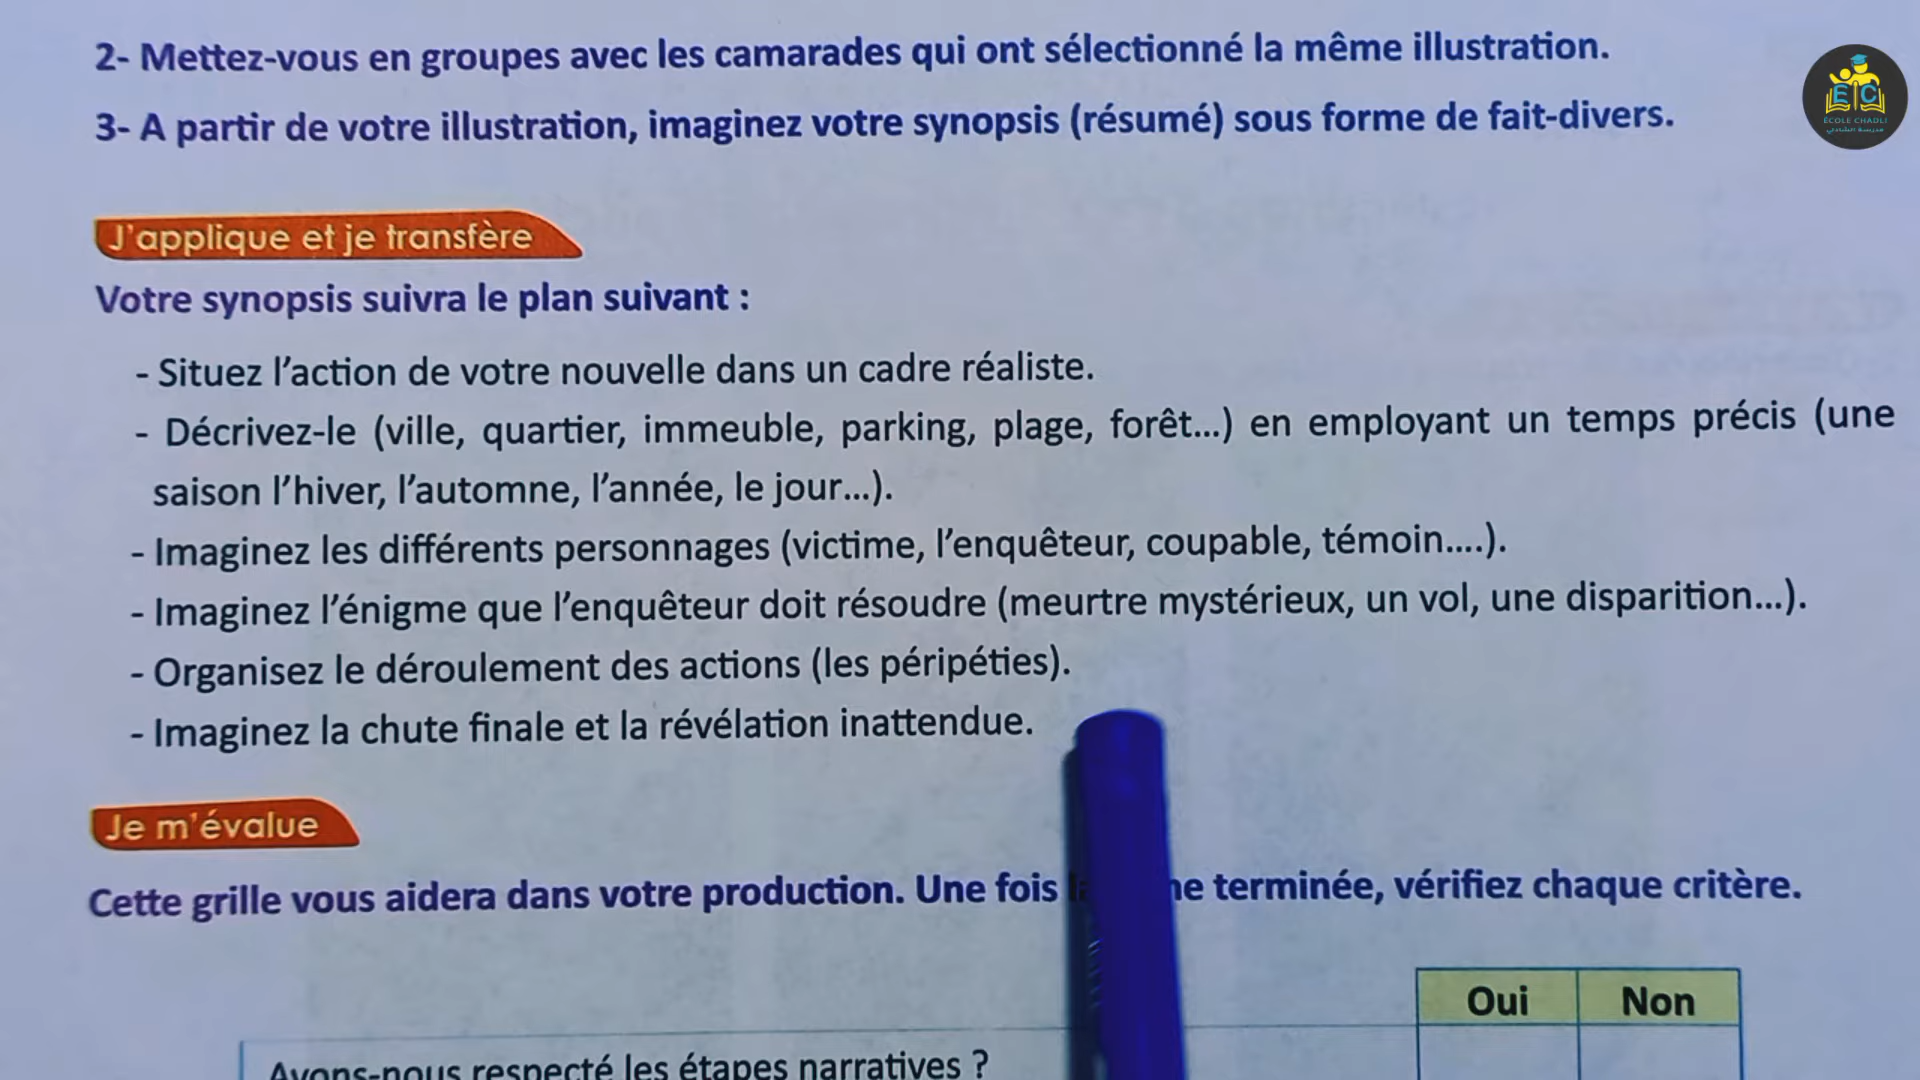 2- Mettez-vous en groupes avec les camarades qui ont sélectionné la même illustration.
3- A partir de votre illustration, imaginez votre synopsis (résumé) sous forme de fait-divers.
E C
ÉCOLE CHADLI
مدرسة الشاذلي
J'applique et je transfère
Votre synopsis suivra le plan suivant :
- Situez l'action de votre nouvelle dans un cadre réaliste.
- Décrivez-le (ville, quartier, immeuble, parking, plage, forêt...) en employant un temps précis (une
saison l'hiver, l'automne, l'année, le jour...).
- Imaginez les différents personnages (victime, l'enquêteur, coupable, témoin....).
- Imaginez l'énigme que l'enquêteur doit résoudre (meurtre mystérieux, un vol, une disparition...).
- Organisez le déroulement des actions (les péripéties).
- Imaginez la chute finale et la révélation inattendue.
Je m'évalue
Cette grille vous aidera dans votre production. Une fois terminée, vérifiez chaque critère.
Oui Non
Avons-nous respecté les étapes narratives ?